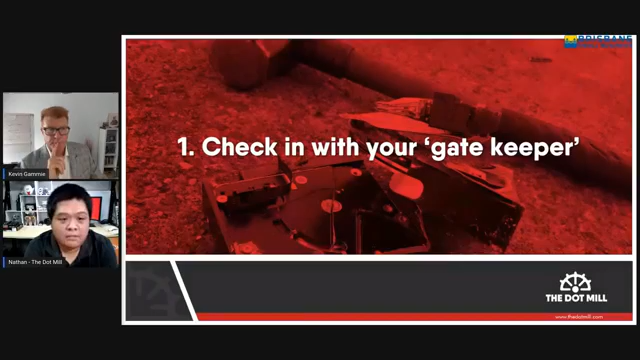 BRISBANE
1. Check in with your ‘gate keeper’
Kevin Gammie
Nathan - The Dot Mill
THE DOT MILL
www.thedotmill.com